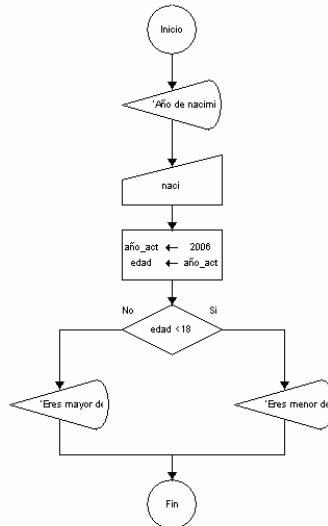 Inicio
'Año de nacimi
naci
año_act ← 2006
edad ← año_act
No
Si
edad <18
'Eres mayor de
'Eres menor de
Fin